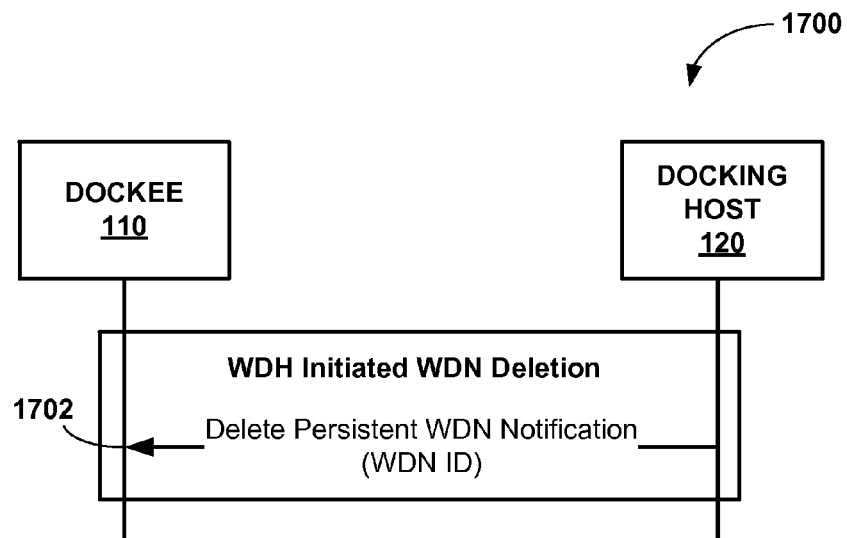 1700
DOCKEE
110
DOCKING
HOST
120
WDH Initiated WDN Deletion
1702
Delete Persistent WDN Notification
(WDN ID)